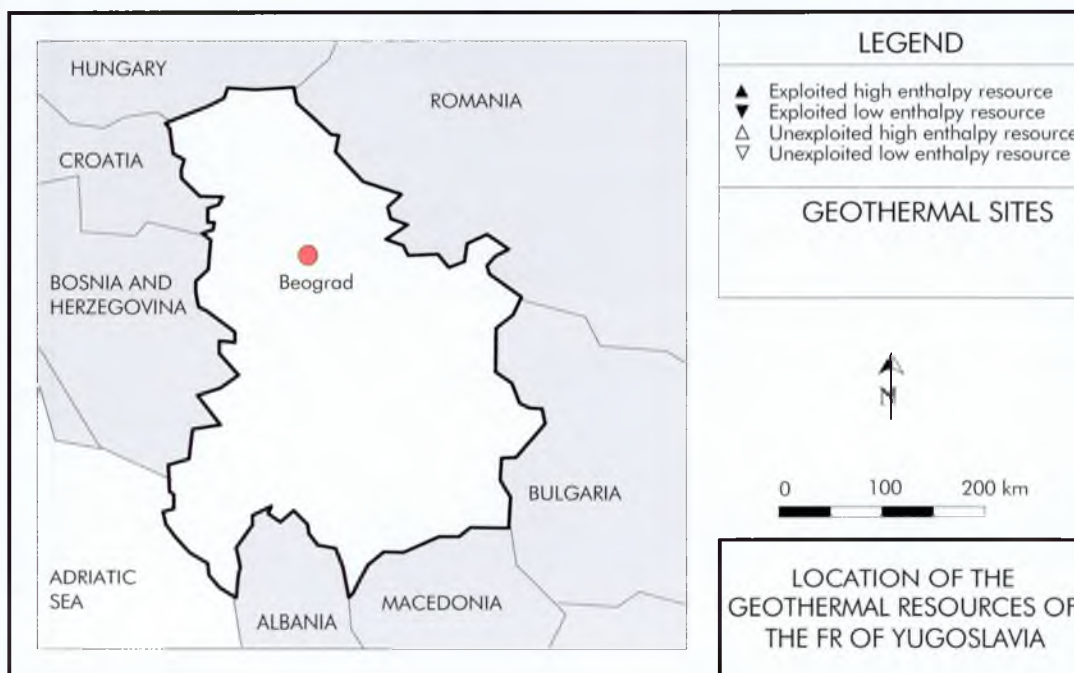 HUNGARY
ROMANIA
CROATIA
BOSNIA AND
HERZEGOVINA
Beograd
BULGARIA
ADRIATIC
SEA
ALBANIA
MACEDONIA
LEGEND
Exploited high enthalpy resource
Exploited low enthalpy resource
Unexploited high enthalpy resource
Unexploited low enthalpy resource
GEOTHERMAL SITES
N
0 100 200 km
LOCATION OF THE
GEOTHERMAL RESOURCES OF
THE FR OF YUGOSLAVIA